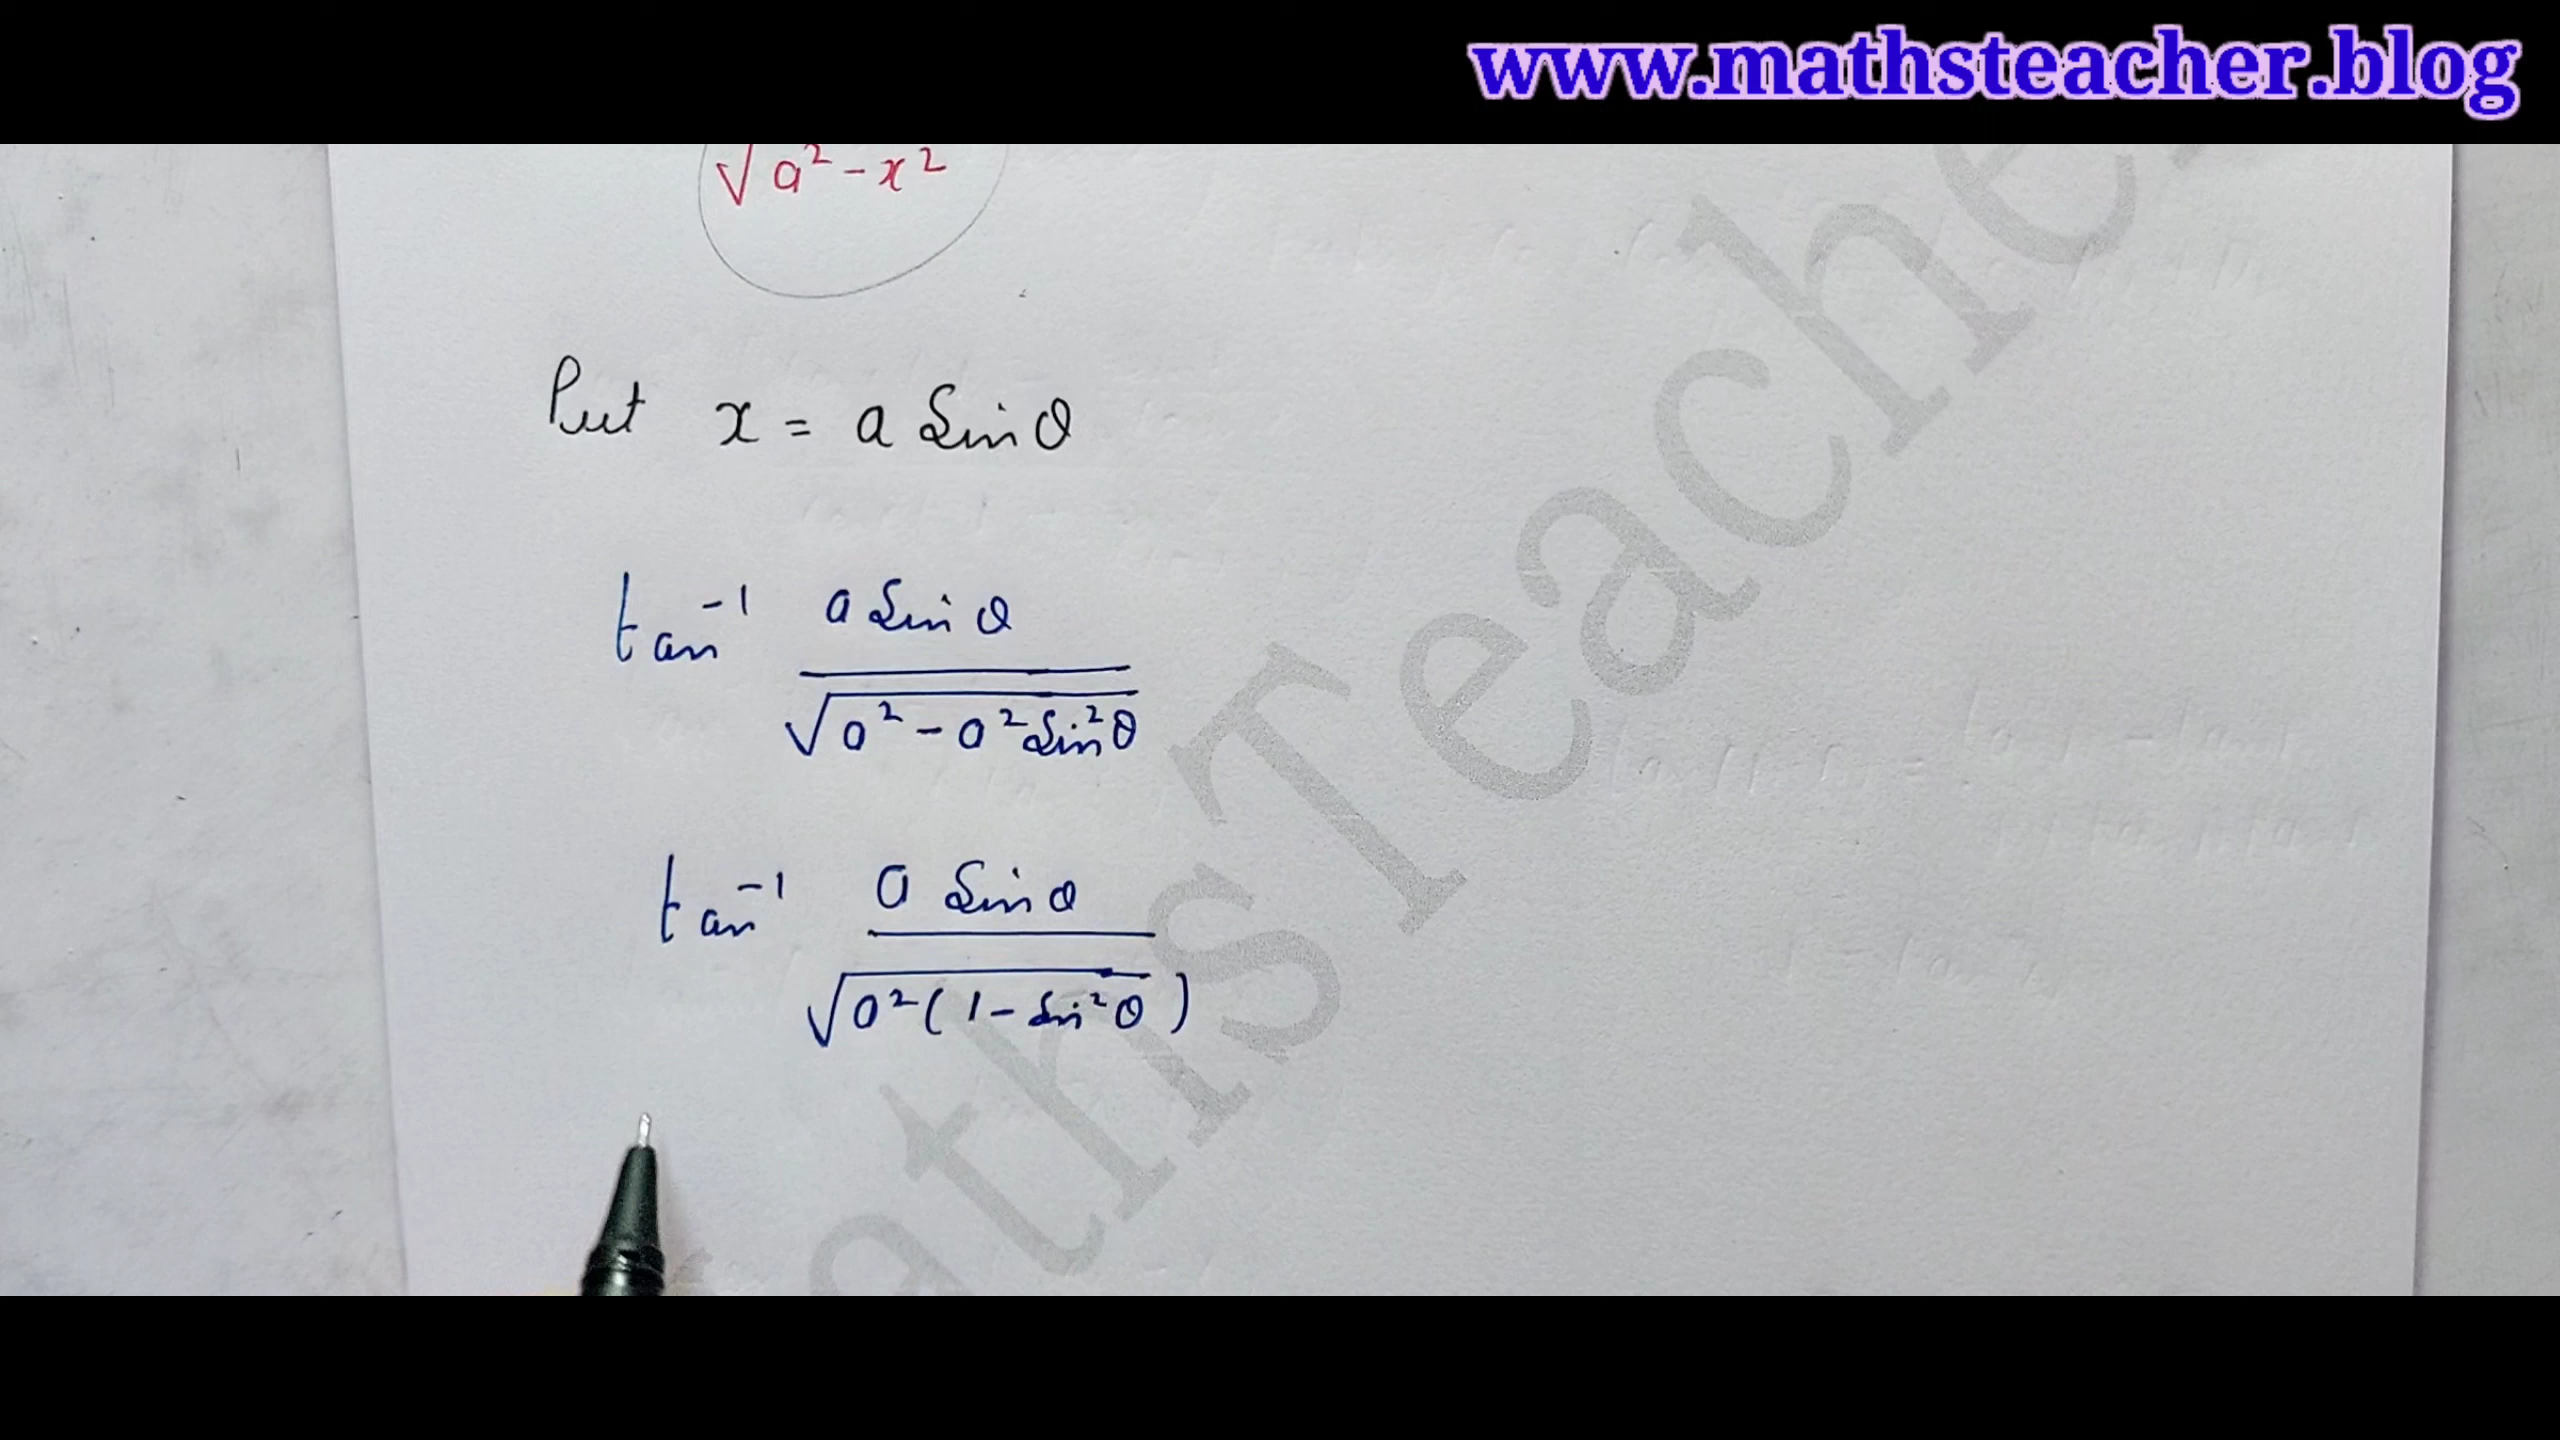 www.mathsteacher.blog
√a² - x²
Put x = a Sin θ
tan⁻¹ a Sin θ
√a² - a² Sin² θ
tan⁻¹ a Sin θ
√a² ( 1 - Sin² θ )
athsTeache